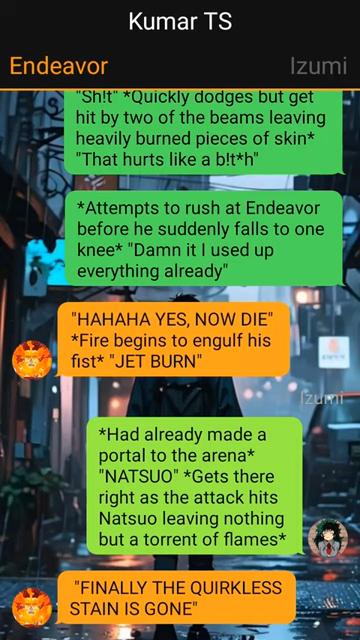 Kumar TS
Endeavor
Izumi
"Sh!t" *Quickly dodges but get
hit by two of the beams leaving
heavily burned pieces of skin*
"That hurts like a b!t*h"
*Attempts to rush at Endeavor
before he suddenly falls to one
knee* "Damn it I used up
everything already"
"HAHAHA YES, NOW DIE"
*Fire begins to engulf his
fist* "JET BURN"
Izumi
*Had already made a
portal to the arena*
"NATSUO" *Gets there
right as the attack hits
Natsuo leaving nothing
but a torrent of flames*
"FINALLY THE QUIRKLESS
STAIN IS GONE"